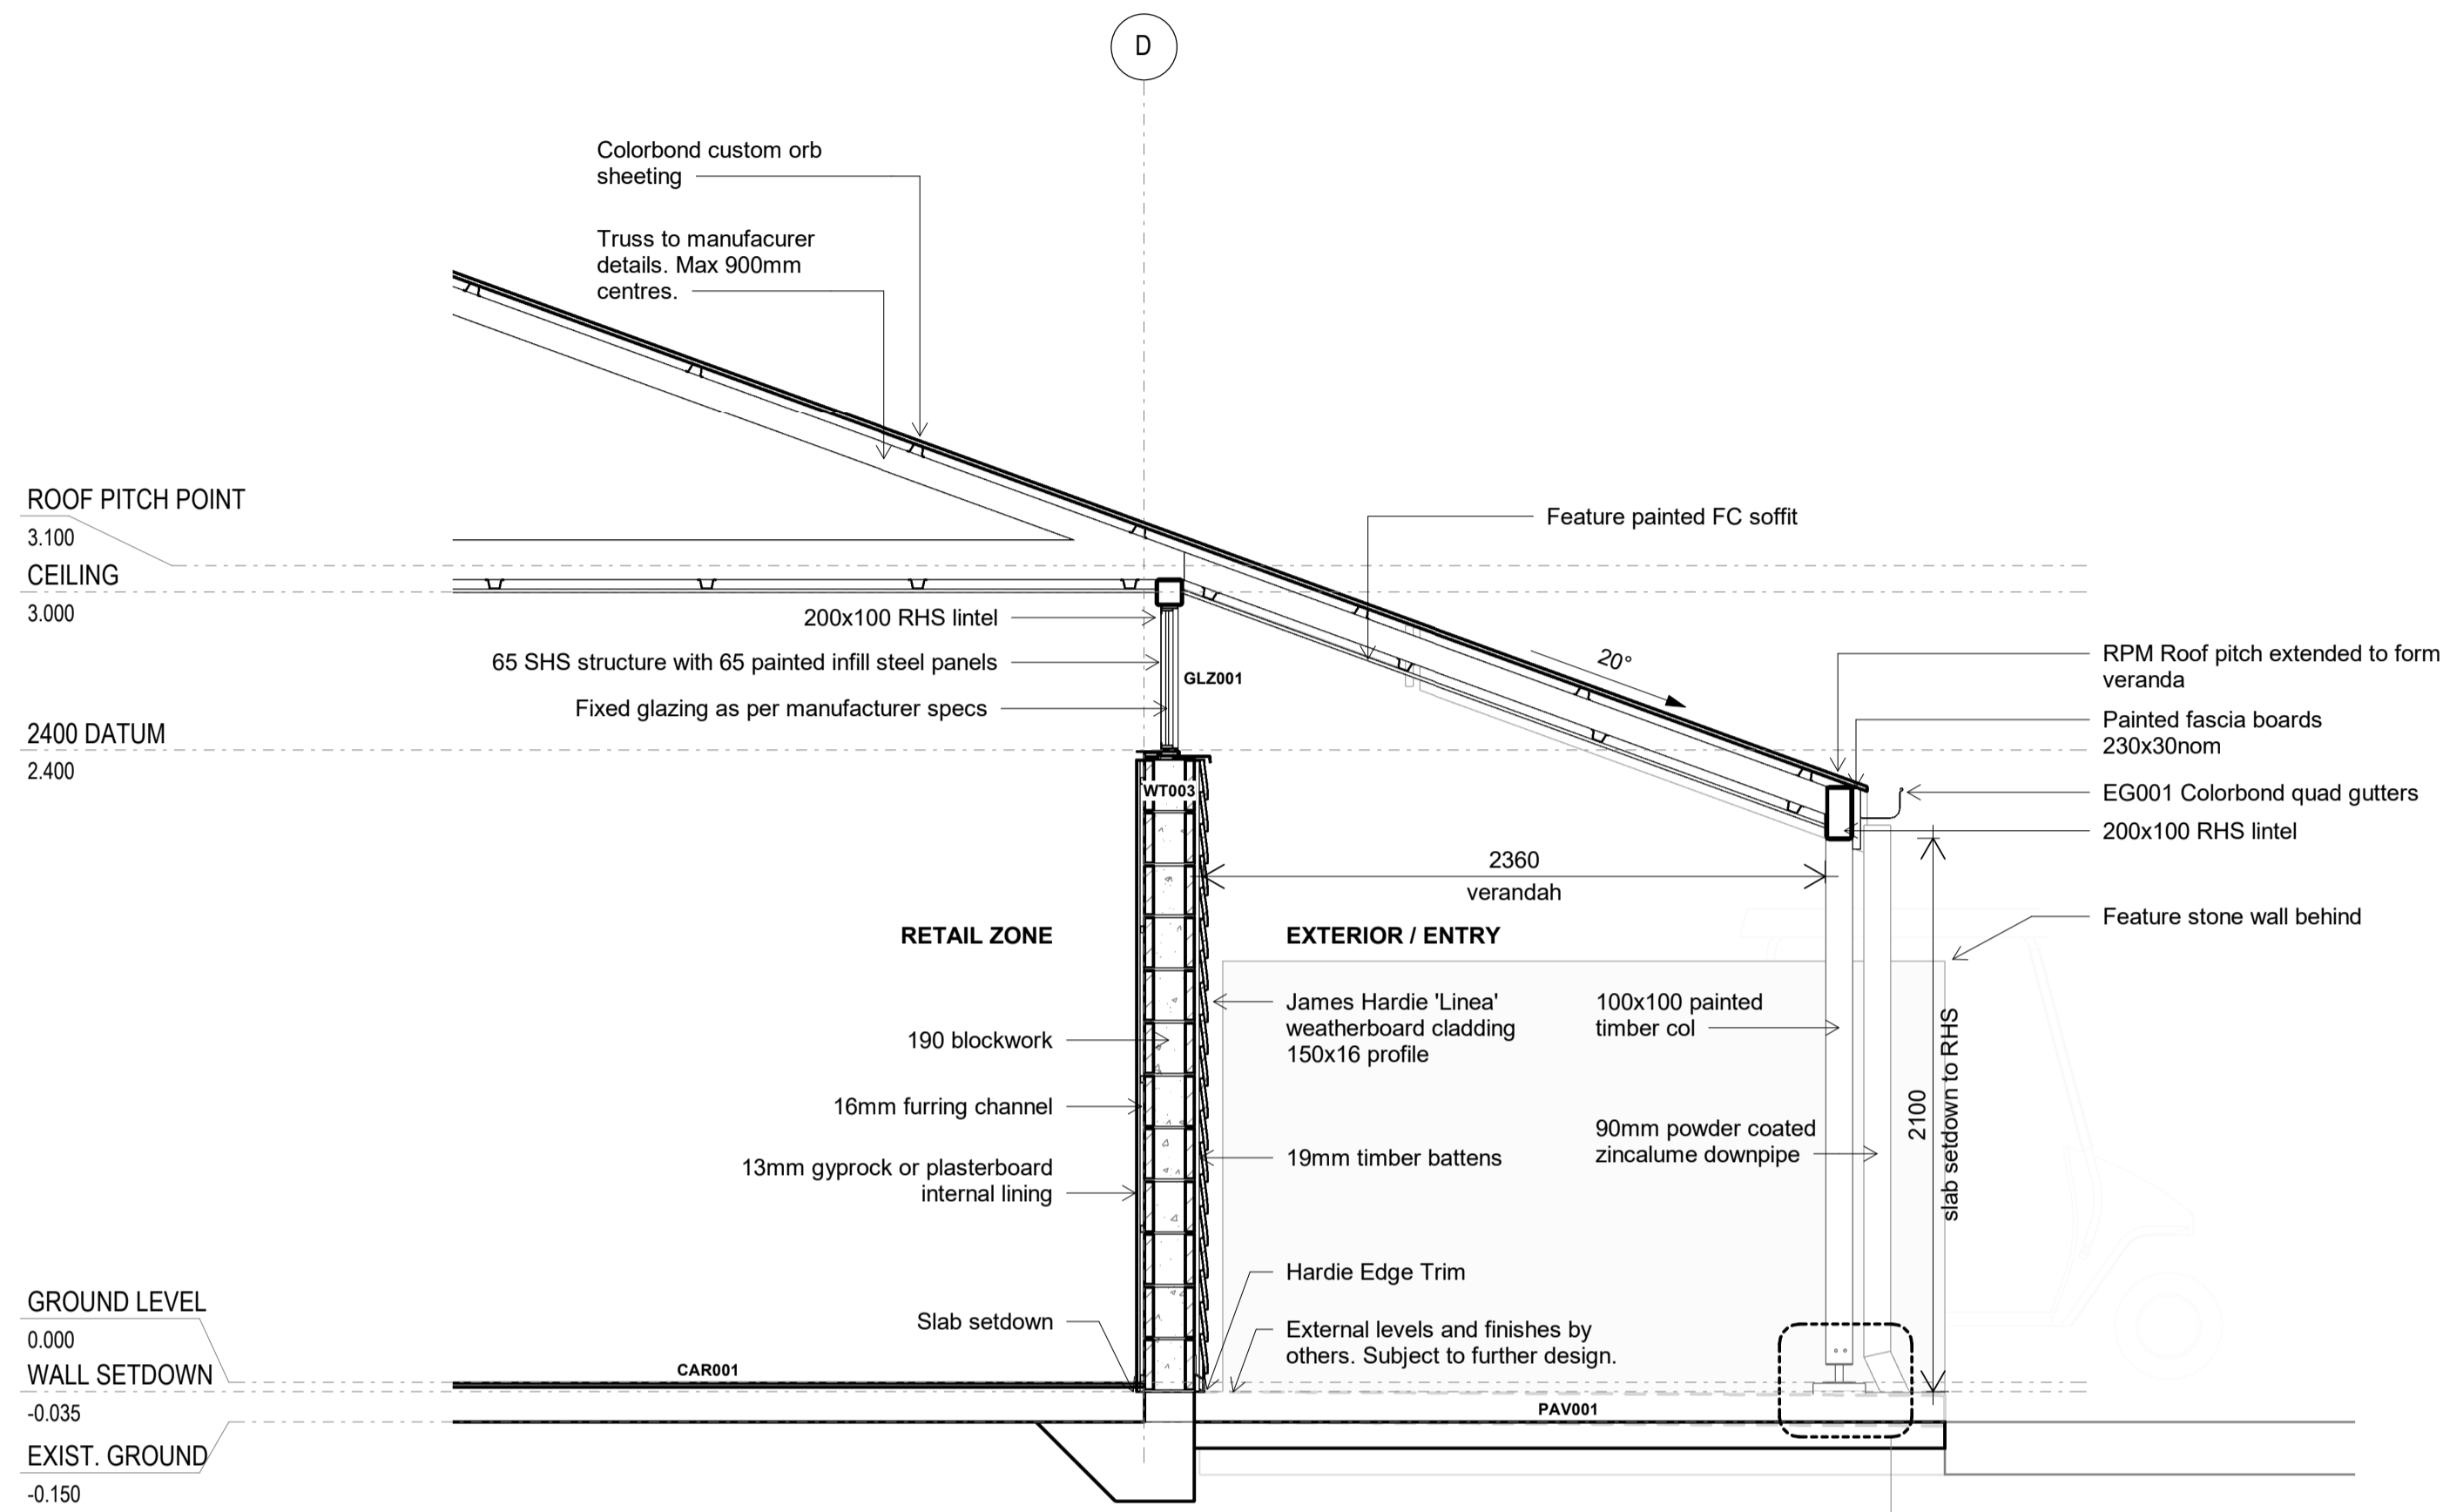 D
Colorbond custom orb
sheeting
Truss to manufacurer
details. Max 900mm
centres.
ROOF PITCH POINT
3.100
CEILING
3.000
Feature painted FC soffit
200x100 RHS lintel
65 SHS structure with 65 painted infill steel panels
GLZ001
Fixed glazing as per manufacturer specs
20°
RPM Roof pitch extended to form
veranda
Painted fascia boards
230x30nom
EG001 Colorbond quad gutters
200x100 RHS lintel
2400 DATUM
2.400
WT003
2360
verandah
Feature stone wall behind
RETAIL ZONE
EXTERIOR / ENTRY
190 blockwork
16mm furring channel
13mm gyprock or plasterboard
internal lining
James Hardie 'Linea'
weatherboard cladding
150x16 profile
100x100 painted
timber col
19mm timber battens
90mm powder coated
zincalume downpipe
2100
slab setdown to RHS
Hardie Edge Trim
Slab setdown
External levels and finishes by
others. Subject to further design.
GROUND LEVEL
0.000
WALL SETDOWN
-0.035
EXIST. GROUND
-0.150
CAR001
PAV001